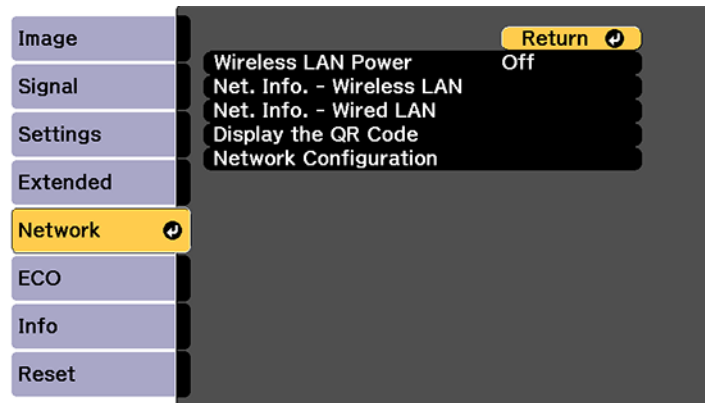 Image
Signal
Settings
Extended
Network
ECO
Info
Reset
Return
Wireless LAN Power Off
Net. Info. - Wireless LAN
Net. Info. - Wired LAN
Display the QR Code
Network Configuration